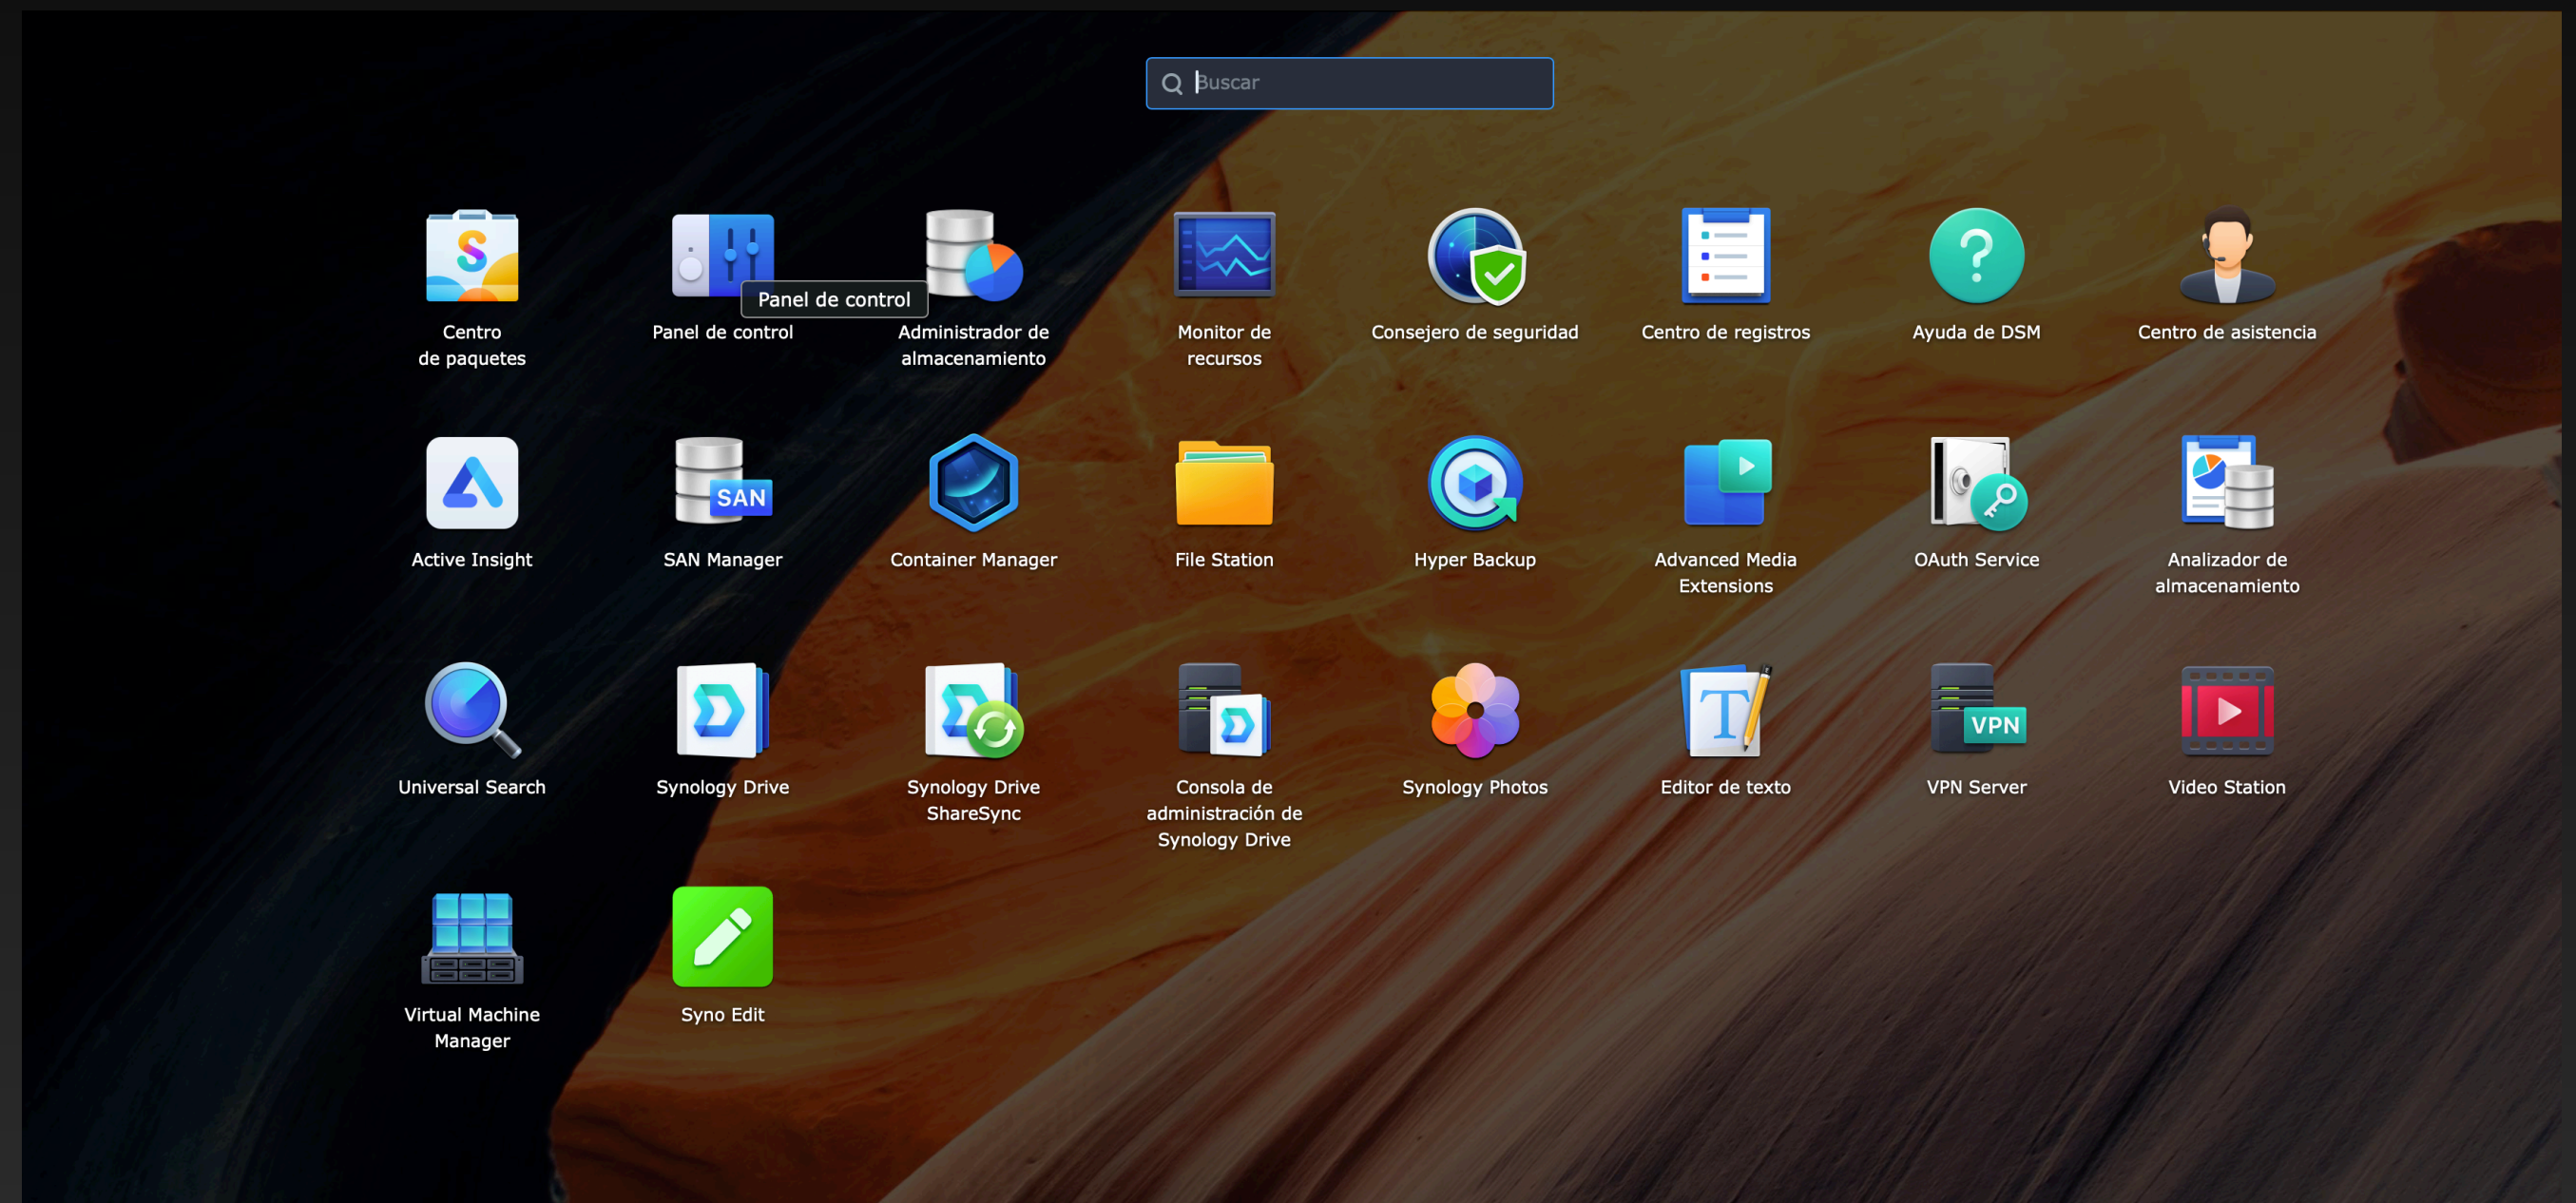 Buscar
Centro
de paquetes
Panel de control
Panel de control
Administrador de
almacenamiento
Monitor de
recursos
Consejero de seguridad
Centro de registros
Ayuda de DSM
Centro de asistencia
SAN
Active Insight
SAN Manager
Container Manager
File Station
Hyper Backup
Advanced Media
Extensions
OAuth Service
Analizador de
almacenamiento
T
VPN
Universal Search
Synology Drive
Synology Drive
ShareSync
Consola de
administración de
Synology Drive
Synology Photos
Editor de texto
VPN Server
Video Station
Virtual Machine
Manager
Syno Edit